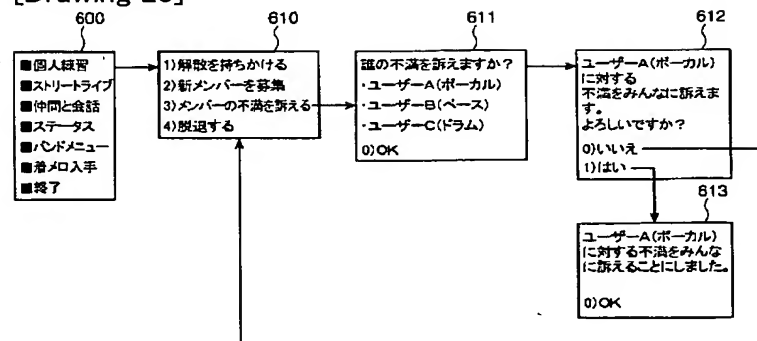 600
610
611
612
■個人練習
■ストリートライブ
■仲間と会話
■ステータス
■バンドメニュー
■着メロ入手
■終了
1)解散を持ちかける
2)新メンバーを募集
3)メンバーの不満を訴える
4)脱退する
誰の不満を訴えますか?
・ユーザーA(ボーカル)
・ユーザーB(ベース)
・ユーザーC(ドラム)
0)OK
ユーザーA(ボーカル)
に対する
不満をみんなに訴えま
す。
よろしいですか?
0)いいえ
1)はい
613
ユーザーA(ボーカル)
に対する不満をみんな
に訴えることにしました。
0)OK